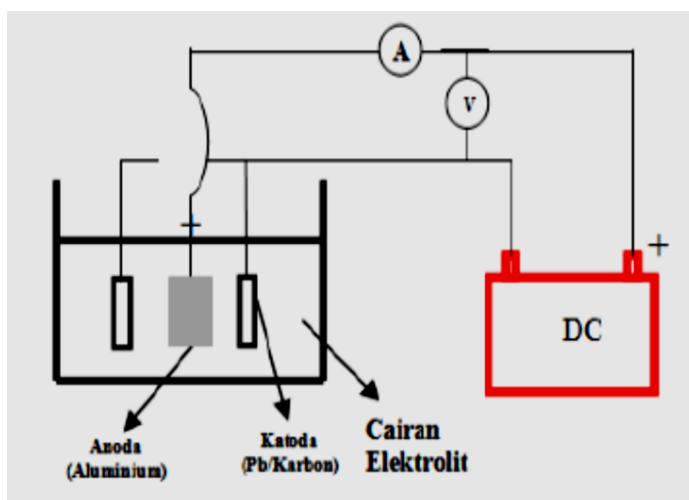 A
V
+
+
DC
Anoda
(Aluminium)
Katoda
(Pb/Karbon)
Cairan
Elektrolit